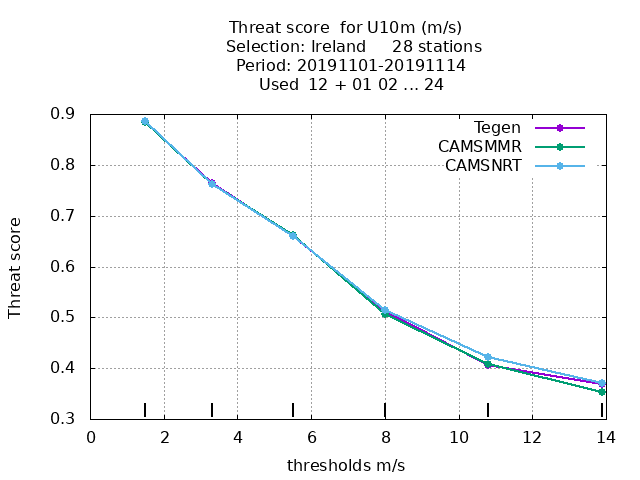 Threat score  for U10m (m/s)
Selection: Ireland     28 stations
Period: 20191101-20191114
Used  12 + 01 02 ... 24
Tegen
CAMSMMR
CAMSNRT
0.9
0.8
0.7
0.6
0.5
0.4
0.3
Threat score
0 2 4 6 8 10 12 14
thresholds m/s